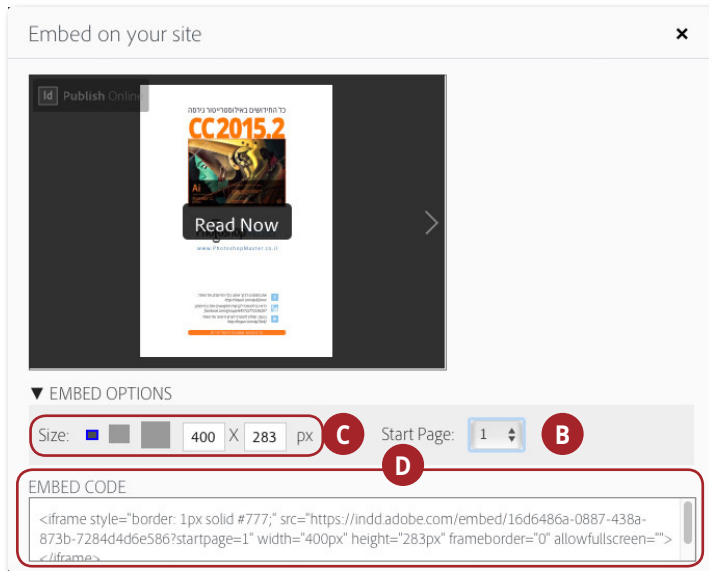 Embed on your site
Id Publish Online
כל החידושים באילוסטרייטור גירסה
CC2015.2
Ai
Read Now
www.PhotoshopMaster.co.il
▼ EMBED OPTIONS
Size: 400 X 283 px C Start Page: 1 B
D
EMBED CODE
<iframe style="border: 1px solid #777;" src="https://indd.adobe.com/embed/16d6486a-0887-438a-
873b-7284d4d6e586?startpage=1" width="400px" height="283px" frameborder="0" allowfullscreen="">
</iframe>